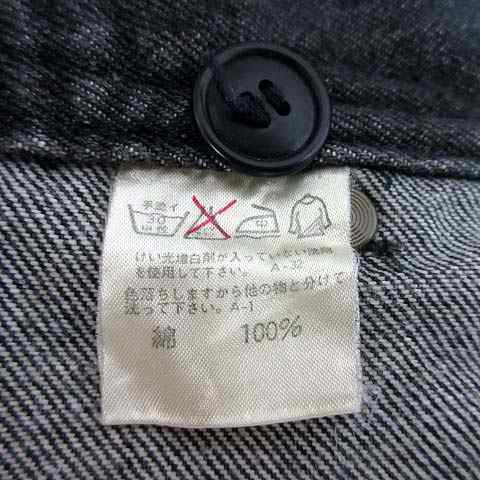 手洗イ
30
中
けい光増白剤が入っていない洗剤
を使用して下さい。 A-32
色落ちしますから他の物と分けて
洗って下さい。A-1
綿 100%